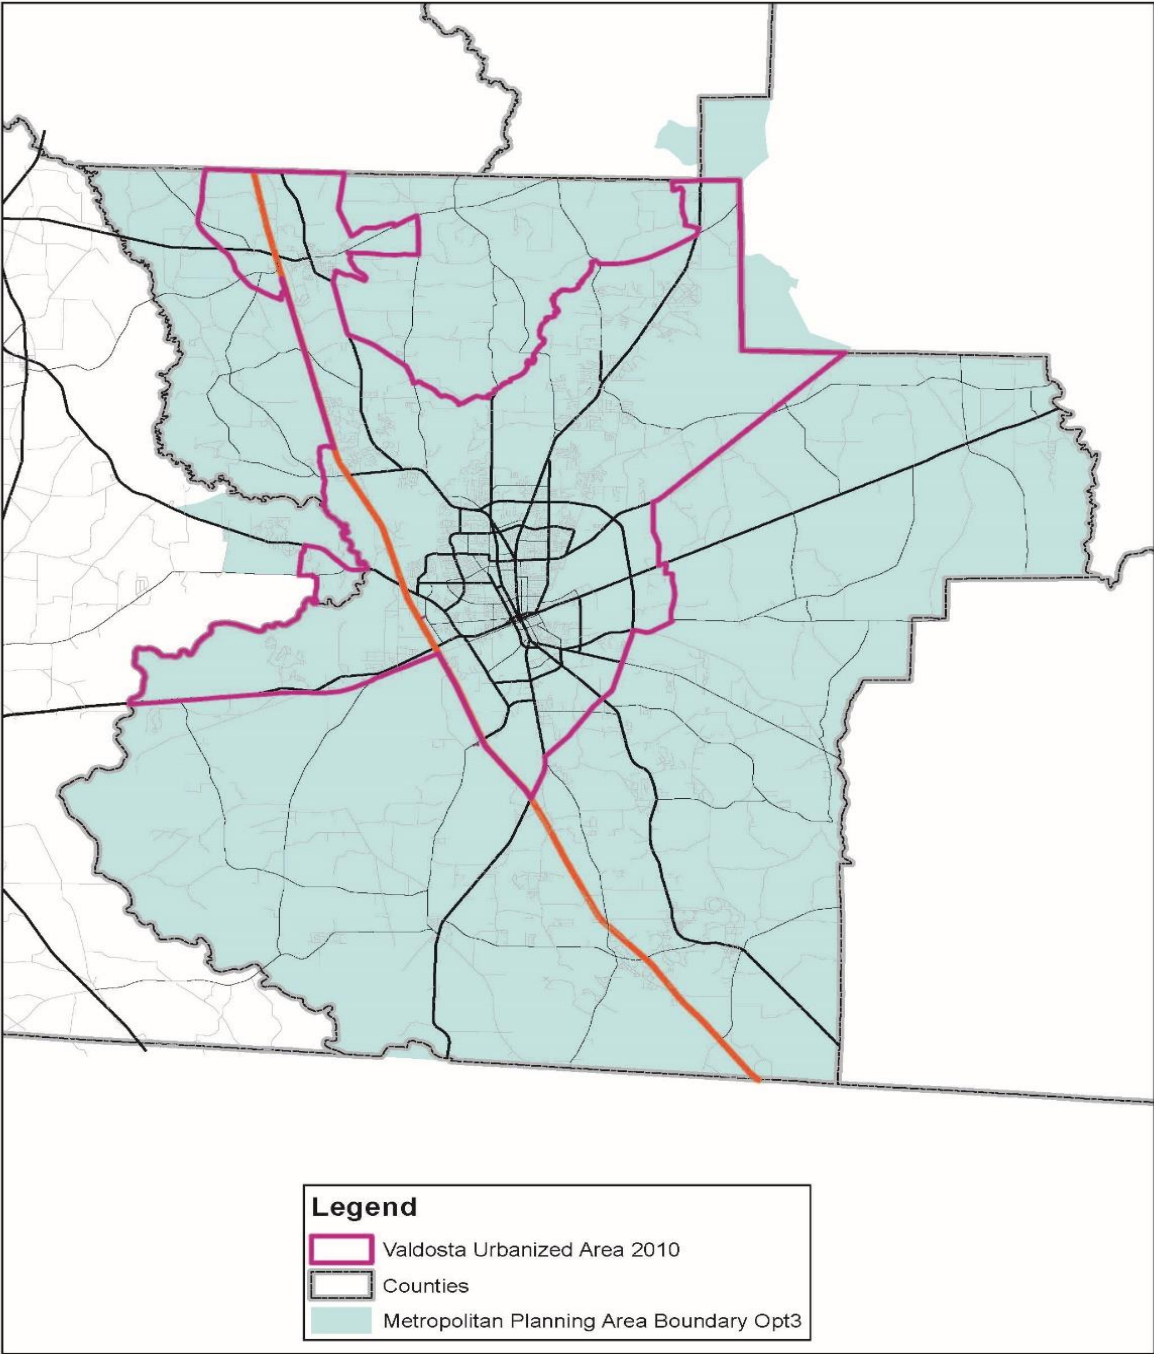 Legend
Valdosta Urbanized Area 2010
Counties
Metropolitan Planning Area Boundary Opt3